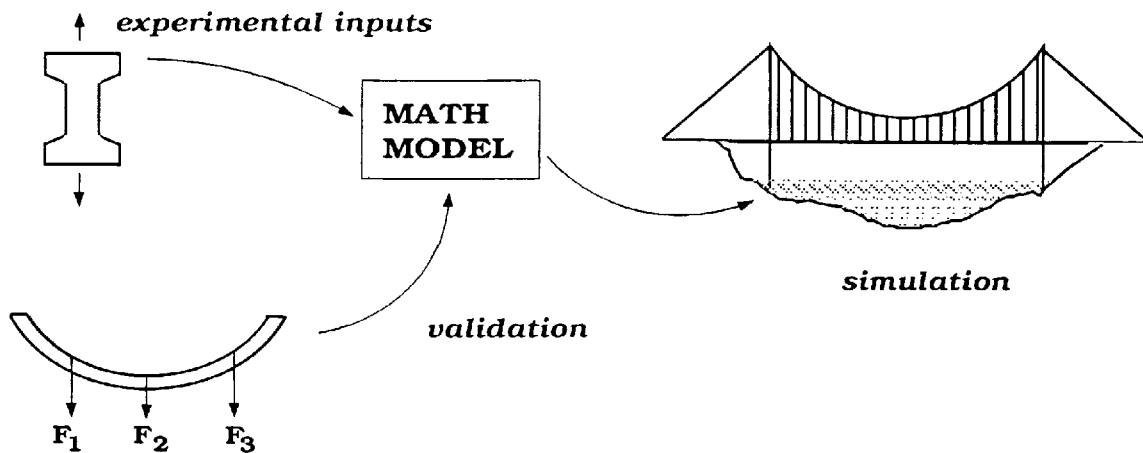 experimental inputs
MATH
MODEL
simulation
validation
F1 F2 F3